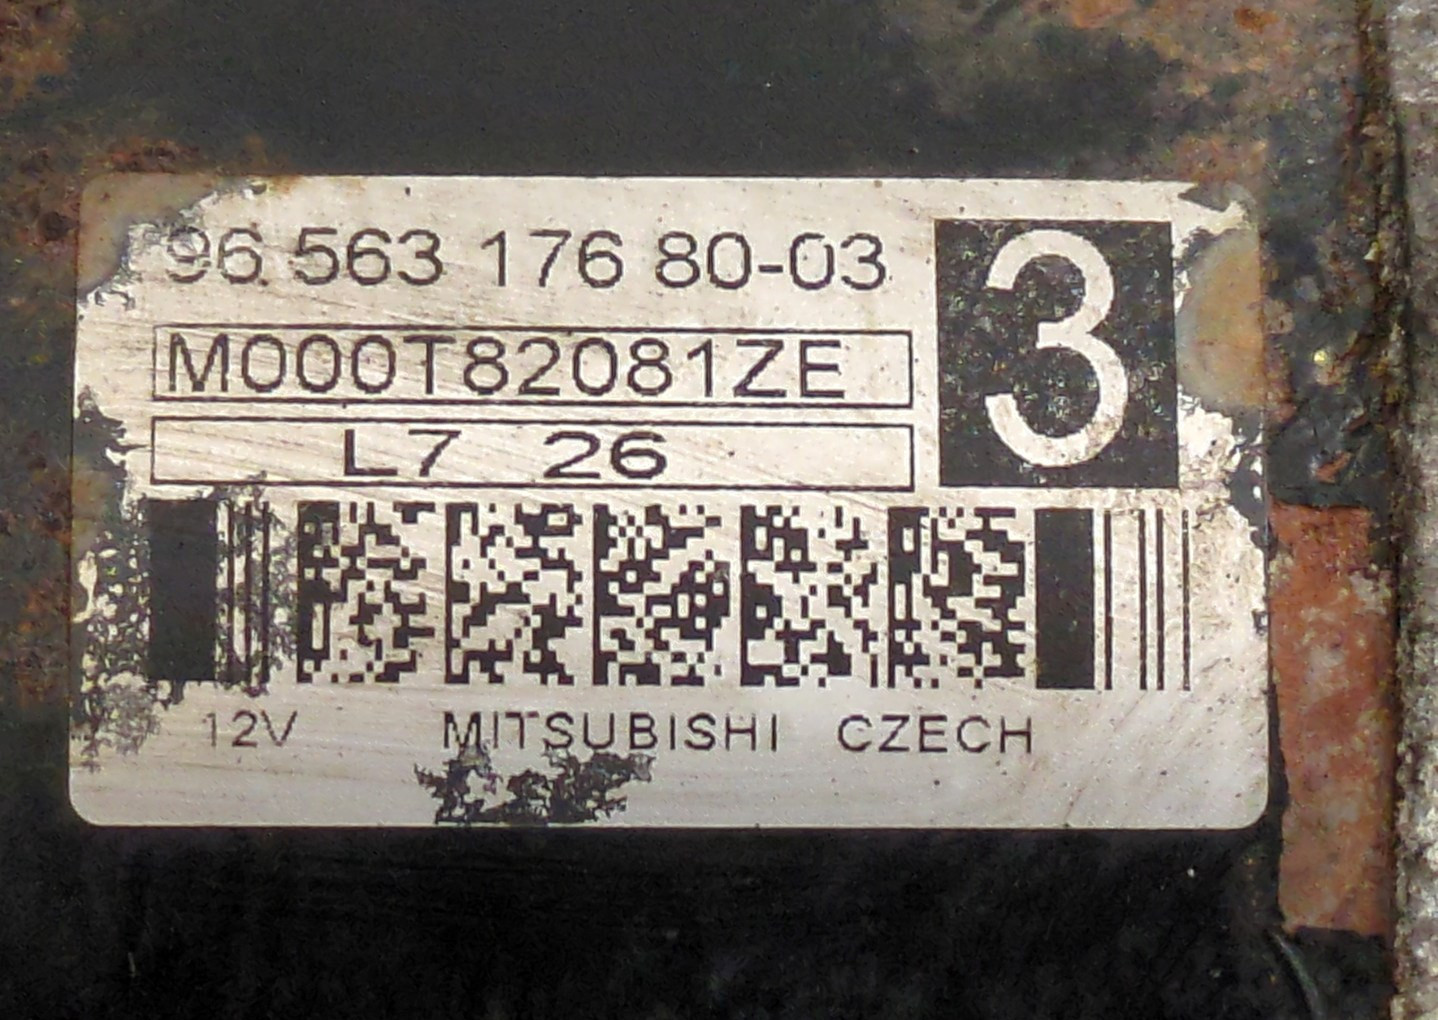 96 563 176 80-03
3
M000T82081ZE
L7 26
12V MITSUBISHI CZECH